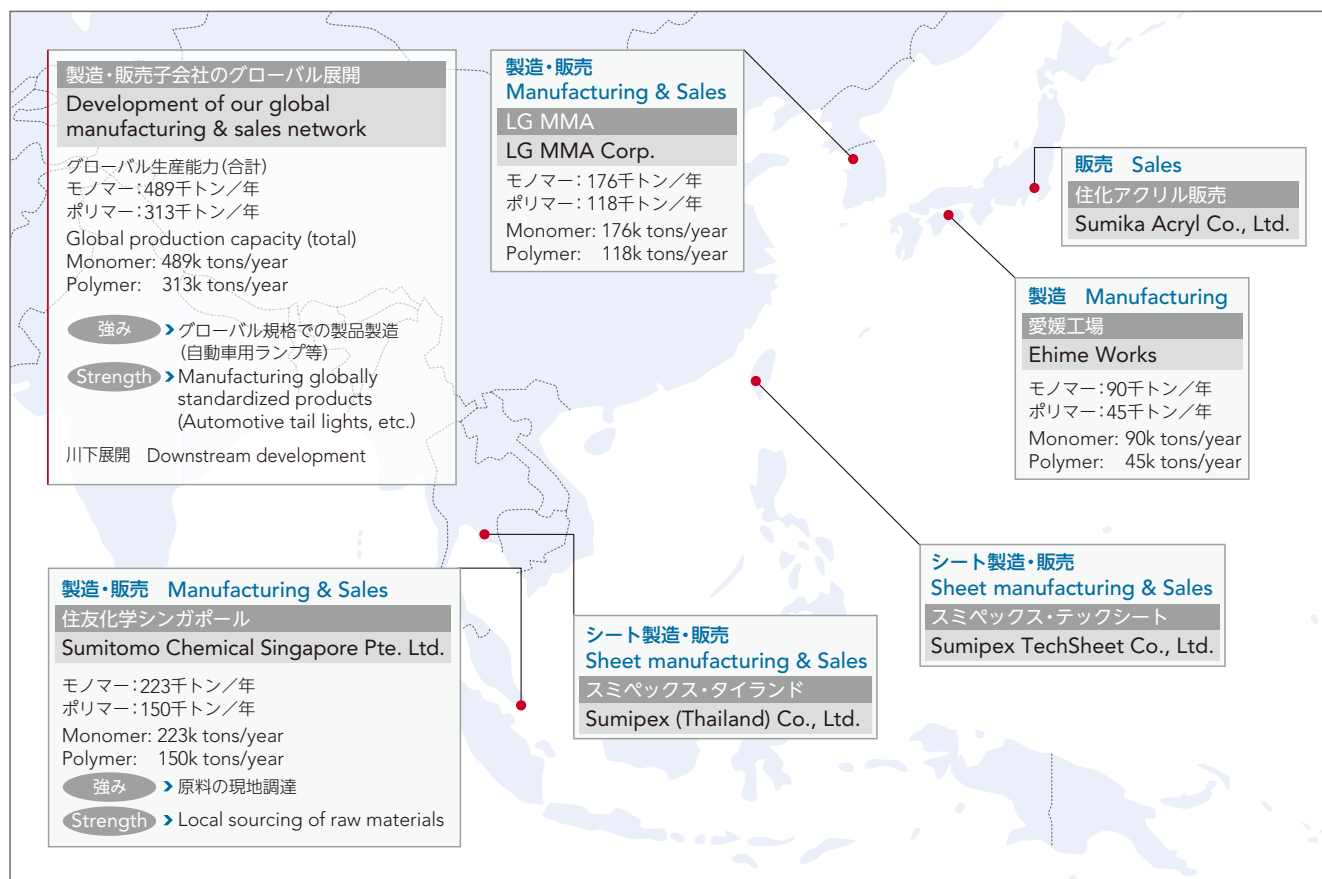 製造・販売子会社のグローバル展開
Development of our global
manufacturing & sales network
グローバル生産能力(合計)
モノマー:489千トン/年
ポリマー:313千トン/年
Global production capacity (total)
Monomer: 489k tons/year
Polymer: 313k tons/year
強み > グローバル規格での製品製造
(自動車用ランプ等)
Strength > Manufacturing globally
standardized products
(Automotive tail lights, etc.)
川下展開 Downstream development
製造・販売
Manufacturing & Sales
LG MMA
LG MMA Corp.
モノマー:176千トン/年
ポリマー:118千トン/年
Monomer: 176k tons/year
Polymer: 118k tons/year
販売 Sales
住化アクリル販売
Sumika Acryl Co., Ltd.
製造 Manufacturing
愛媛工場
Ehime Works
モノマー:90千トン/年
ポリマー:45千トン/年
Monomer: 90k tons/year
Polymer: 45k tons/year
シート製造・販売
Sheet manufacturing & Sales
スミペックス・テックシート
Sumipex TechSheet Co., Ltd.
シート製造・販売
Sheet manufacturing & Sales
スミペックス・タイランド
Sumipex (Thailand) Co., Ltd.
製造・販売 Manufacturing & Sales
住友化学シンガポール
Sumitomo Chemical Singapore Pte. Ltd.
モノマー:223千トン/年
ポリマー:150千トン/年
Monomer: 223k tons/year
Polymer: 150k tons/year
強み > 原料の現地調達
Strength > Local sourcing of raw materials